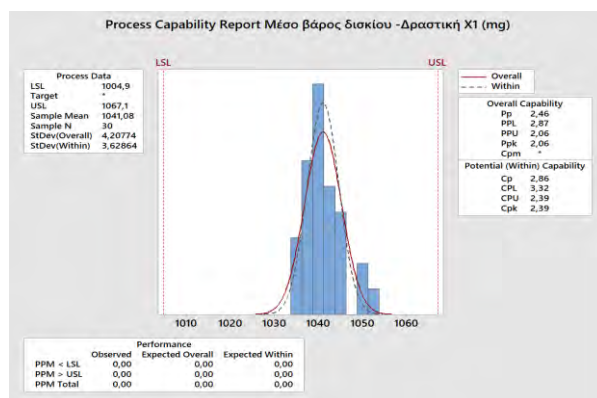 Process Capability Report Μέσο βάρος δισκίου -Δραστική X1 (mg)
LSL
USL
Process Data
LSL 1004,9
Target *
USL 1067,1
Sample Mean 1041,08
Sample N 30
StDev(Overall) 4,20774
StDev(Within) 3,62864
Overall
Within
Overall Capability
Pp 2,46
PPL 2,87
PPU 2,06
Ppk 2,06
Cpm *
Potential (Within) Capability
Cp 2,86
CPL 3,32
CPU 2,39
Cpk 2,39
1010 1020 1030 1040 1050 1060
Performance
Observed Expected Overall Expected Within
PPM < LSL 0,00 0,00 0,00
PPM > USL 0,00 0,00 0,00
PPM Total 0,00 0,00 0,00